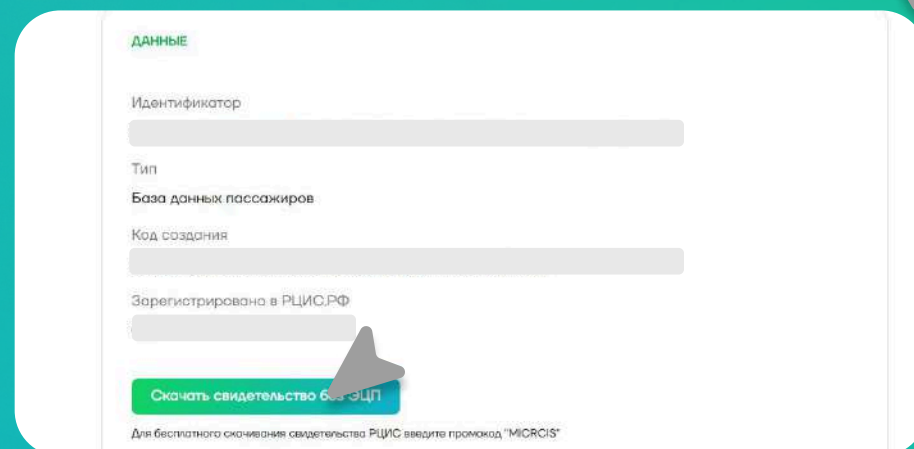 ДАННЫЕ
Идентификатор
Тип
База данных пассажиров
Код создания
Зарегистрировано в РЦИС.РФ
Скачать свидетельство без ЭЦП
Для бесплатного скачивания свидетельства РЦИС введите промокод "MICRCIS"